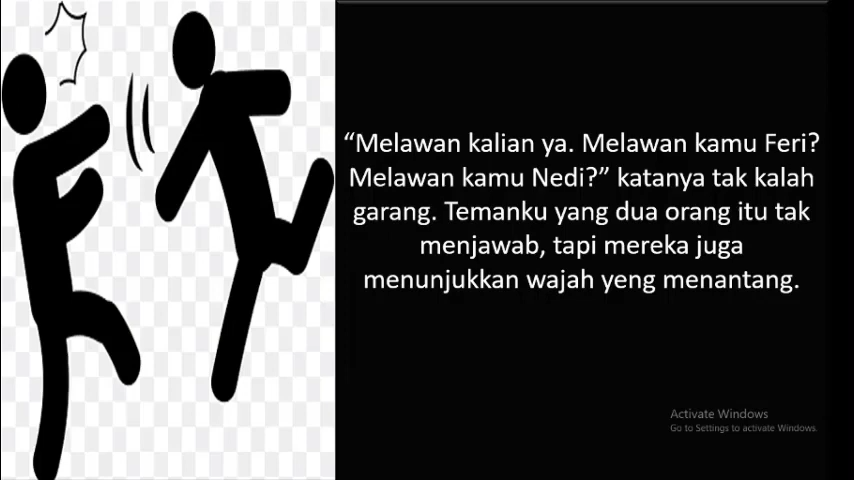 “Melawan kalian ya. Melawan kamu Feri?
Melawan kamu Nedi?” katanya tak kalah
garang. Temanku yang dua orang itu tak
menjawab, tapi mereka juga
menunjukkan wajah yeng menantang.
Activate Windows
Go to Settings to activate Windows.